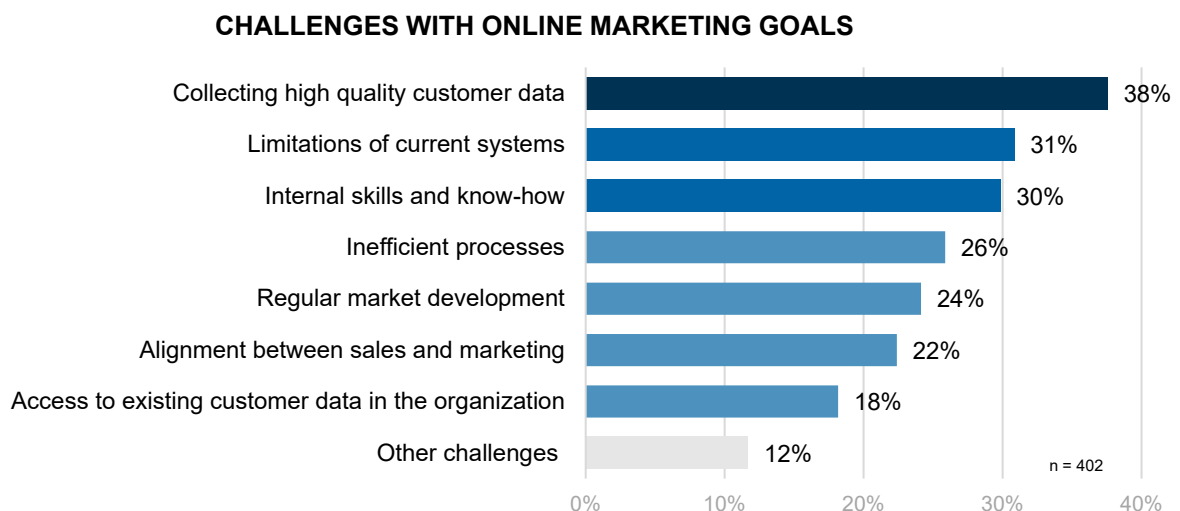 CHALLENGES WITH ONLINE MARKETING GOALS
Collecting high quality customer data 38%
Limitations of current systems 31%
Internal skills and know-how 30%
Inefficient processes 26%
Regular market development 24%
Alignment between sales and marketing 22%
Access to existing customer data in the organization 18%
Other challenges 12%
n = 402
0% 10% 20% 30% 40%